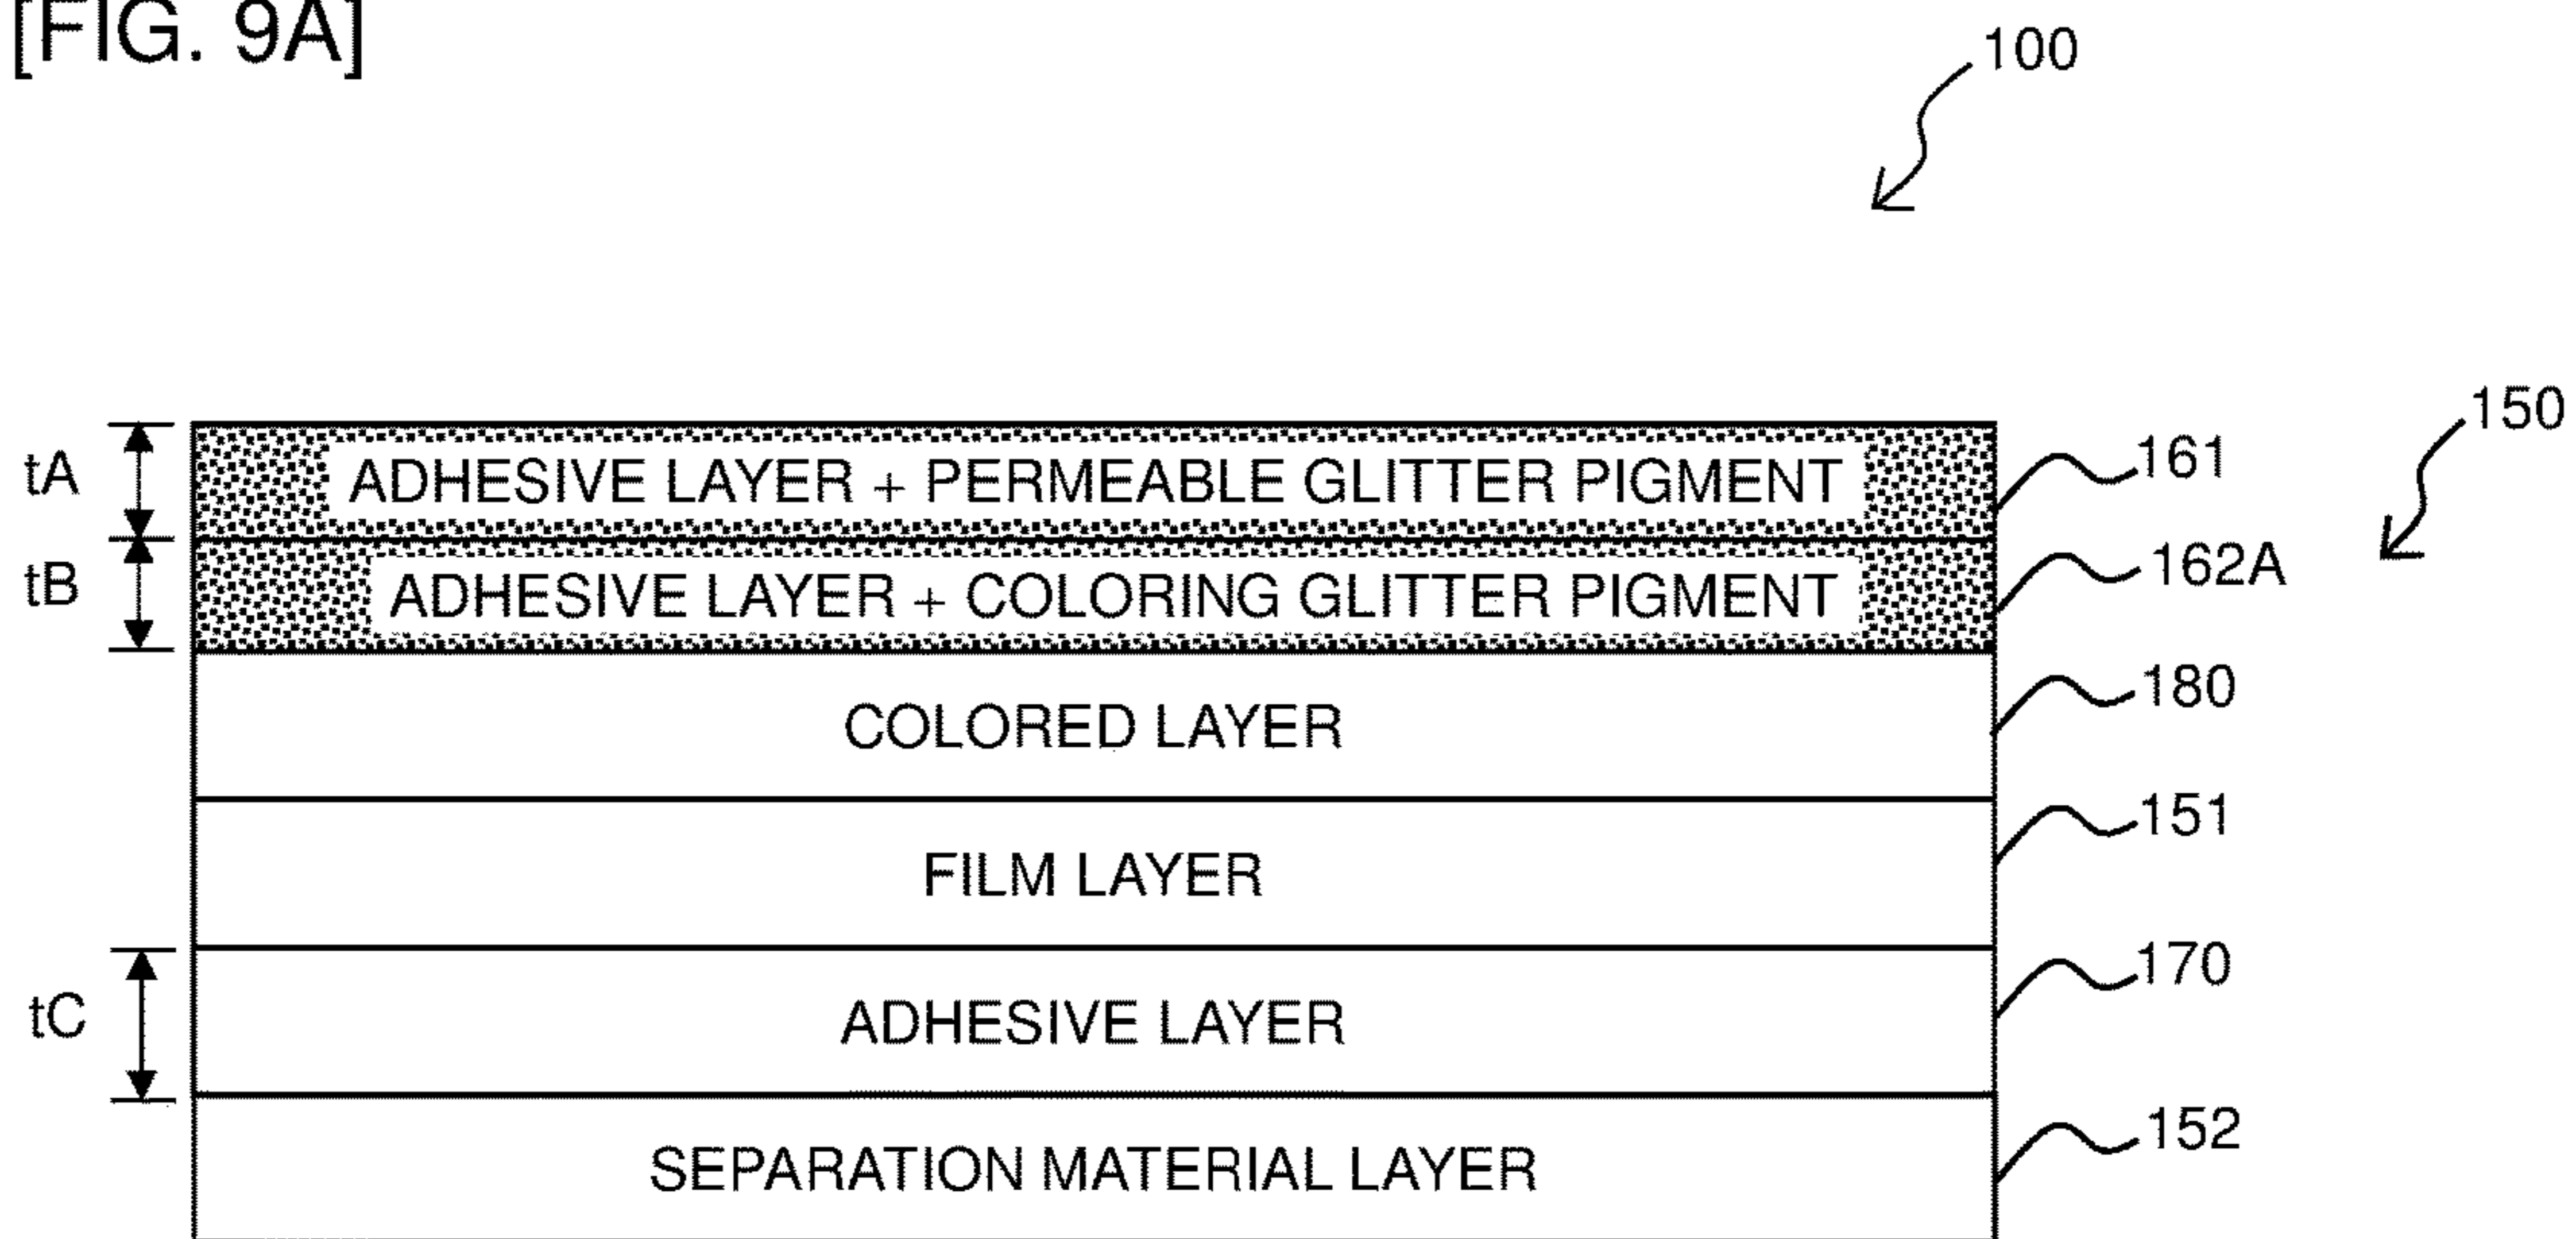 [FIG. 9A]
100
150
tA
ADHESIVE LAYER + PERMEABLE GLITTER PIGMENT
161
tB
ADHESIVE LAYER + COLORING GLITTER PIGMENT
162A
COLORED LAYER
180
FILM LAYER
151
tC
ADHESIVE LAYER
170
SEPARATION MATERIAL LAYER
152